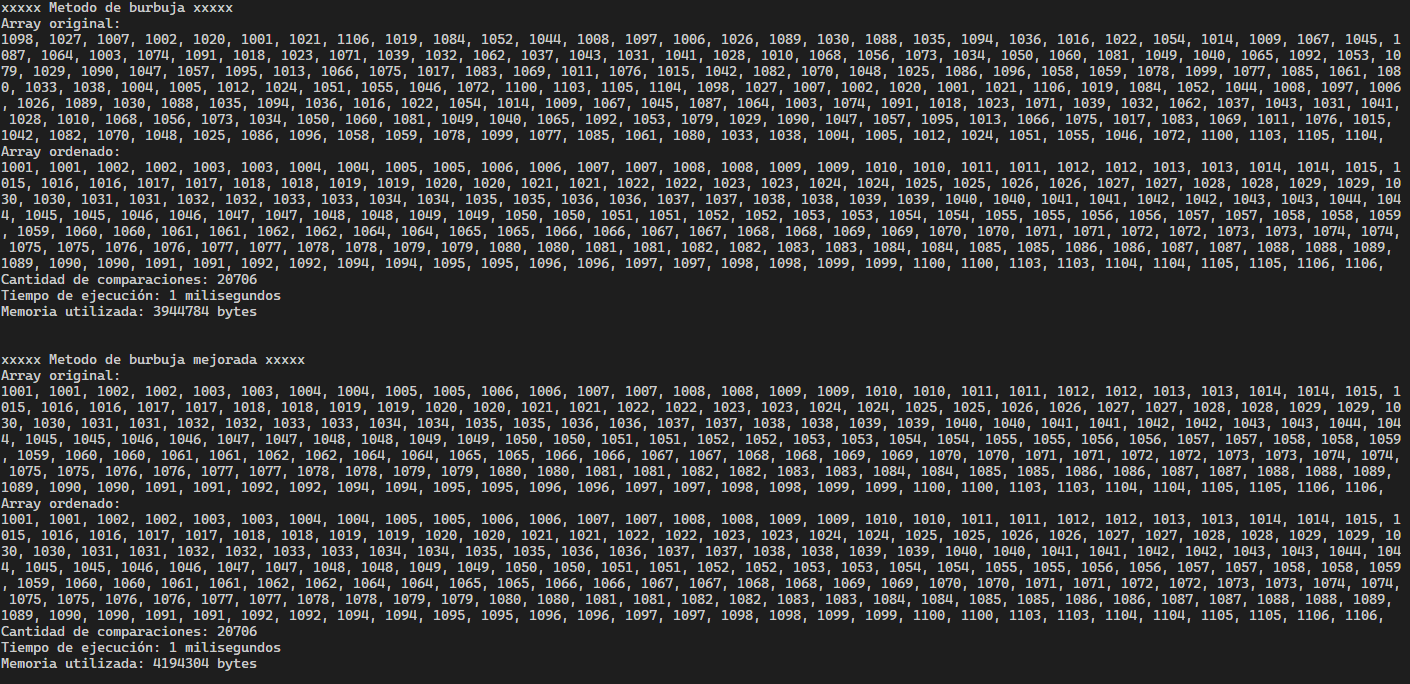 xxxxx Metodo de burbuja xxxxx
Array original:
1098, 1027, 1007, 1002, 1020, 1001, 1021, 1106, 1019, 1084, 1052, 1044, 1008, 1097, 1006, 1026, 1089, 1030, 1088, 1035, 1094, 1036, 1016, 1022, 1054, 1014, 1009, 1067, 1045, 1
087, 1064, 1003, 1074, 1091, 1018, 1023, 1071, 1039, 1032, 1062, 1037, 1043, 1031, 1041, 1028, 1010, 1068, 1056, 1073, 1034, 1050, 1060, 1081, 1049, 1040, 1065, 1092, 1053, 10
79, 1029, 1090, 1047, 1057, 1095, 1013, 1066, 1075, 1017, 1083, 1069, 1011, 1076, 1015, 1042, 1082, 1070, 1048, 1025, 1086, 1096, 1058, 1059, 1078, 1099, 1077, 1085, 1061, 108
0, 1033, 1038, 1004, 1005, 1012, 1024, 1051, 1055, 1046, 1072, 1100, 1103, 1105, 1104, 1098, 1027, 1007, 1002, 1020, 1001, 1021, 1106, 1019, 1084, 1052, 1044, 1008, 1097, 1006
, 1026, 1089, 1030, 1088, 1035, 1094, 1036, 1016, 1022, 1054, 1014, 1009, 1067, 1045, 1087, 1064, 1003, 1074, 1091, 1018, 1023, 1071, 1039, 1032, 1062, 1037, 1043, 1031, 1041,
1028, 1010, 1068, 1056, 1073, 1034, 1050, 1060, 1081, 1049, 1040, 1065, 1092, 1053, 1079, 1029, 1090, 1047, 1057, 1095, 1013, 1066, 1075, 1017, 1083, 1069, 1011, 1076, 1015,
1042, 1082, 1070, 1048, 1025, 1086, 1096, 1058, 1059, 1078, 1099, 1077, 1085, 1061, 1080, 1033, 1038, 1004, 1005, 1012, 1024, 1051, 1055, 1046, 1072, 1100, 1103, 1105, 1104,
Array ordenado:
1001, 1001, 1002, 1002, 1003, 1003, 1004, 1004, 1005, 1005, 1006, 1006, 1007, 1007, 1008, 1008, 1009, 1009, 1010, 1010, 1011, 1011, 1012, 1012, 1013, 1013, 1014, 1014, 1015, 1
015, 1016, 1016, 1017, 1017, 1018, 1018, 1019, 1019, 1020, 1020, 1021, 1021, 1022, 1022, 1023, 1023, 1024, 1024, 1025, 1025, 1026, 1026, 1027, 1027, 1028, 1028, 1029, 1029, 10
30, 1030, 1031, 1031, 1032, 1032, 1033, 1033, 1034, 1034, 1035, 1035, 1036, 1036, 1037, 1037, 1038, 1038, 1039, 1039, 1040, 1040, 1041, 1041, 1042, 1042, 1043, 1043, 1044, 104
4, 1045, 1045, 1046, 1046, 1047, 1047, 1048, 1048, 1049, 1049, 1050, 1050, 1051, 1051, 1052, 1052, 1053, 1053, 1054, 1054, 1055, 1055, 1056, 1056, 1057, 1057, 1058, 1058, 1059
, 1059, 1060, 1060, 1061, 1061, 1062, 1062, 1064, 1064, 1065, 1065, 1066, 1066, 1067, 1067, 1068, 1068, 1069, 1069, 1070, 1070, 1071, 1071, 1072, 1072, 1073, 1073, 1074, 1074,
1075, 1075, 1076, 1076, 1077, 1077, 1078, 1078, 1079, 1079, 1080, 1080, 1081, 1081, 1082, 1082, 1083, 1083, 1084, 1084, 1085, 1085, 1086, 1086, 1087, 1087, 1088, 1088, 1089,
1089, 1090, 1090, 1091, 1091, 1092, 1092, 1094, 1094, 1095, 1095, 1096, 1096, 1097, 1097, 1098, 1098, 1099, 1099, 1100, 1100, 1103, 1103, 1104, 1104, 1105, 1105, 1106, 1106,
Cantidad de comparaciones: 20706
Tiempo de ejecución: 1 milisegundos
Memoria utilizada: 3944784 bytes
xxxxx Metodo de burbuja mejorada xxxxx
Array original:
1001, 1001, 1002, 1002, 1003, 1003, 1004, 1004, 1005, 1005, 1006, 1006, 1007, 1007, 1008, 1008, 1009, 1009, 1010, 1010, 1011, 1011, 1012, 1012, 1013, 1013, 1014, 1014, 1015, 1
015, 1016, 1016, 1017, 1017, 1018, 1018, 1019, 1019, 1020, 1020, 1021, 1021, 1022, 1022, 1023, 1023, 1024, 1024, 1025, 1025, 1026, 1026, 1027, 1027, 1028, 1028, 1029, 1029, 10
30, 1030, 1031, 1031, 1032, 1032, 1033, 1033, 1034, 1034, 1035, 1035, 1036, 1036, 1037, 1037, 1038, 1038, 1039, 1039, 1040, 1040, 1041, 1041, 1042, 1042, 1043, 1043, 1044, 104
4, 1045, 1045, 1046, 1046, 1047, 1047, 1048, 1048, 1049, 1049, 1050, 1050, 1051, 1051, 1052, 1052, 1053, 1053, 1054, 1054, 1055, 1055, 1056, 1056, 1057, 1057, 1058, 1058, 1059
, 1059, 1060, 1060, 1061, 1061, 1062, 1062, 1064, 1064, 1065, 1065, 1066, 1066, 1067, 1067, 1068, 1068, 1069, 1069, 1070, 1070, 1071, 1071, 1072, 1072, 1073, 1073, 1074, 1074,
1075, 1075, 1076, 1076, 1077, 1077, 1078, 1078, 1079, 1079, 1080, 1080, 1081, 1081, 1082, 1082, 1083, 1083, 1084, 1084, 1085, 1085, 1086, 1086, 1087, 1087, 1088, 1088, 1089,
1089, 1090, 1090, 1091, 1091, 1092, 1092, 1094, 1094, 1095, 1095, 1096, 1096, 1097, 1097, 1098, 1098, 1099, 1099, 1100, 1100, 1103, 1103, 1104, 1104, 1105, 1105, 1106, 1106,
Array ordenado:
1001, 1001, 1002, 1002, 1003, 1003, 1004, 1004, 1005, 1005, 1006, 1006, 1007, 1007, 1008, 1008, 1009, 1009, 1010, 1010, 1011, 1011, 1012, 1012, 1013, 1013, 1014, 1014, 1015, 1
015, 1016, 1016, 1017, 1017, 1018, 1018, 1019, 1019, 1020, 1020, 1021, 1021, 1022, 1022, 1023, 1023, 1024, 1024, 1025, 1025, 1026, 1026, 1027, 1027, 1028, 1028, 1029, 1029, 10
30, 1030, 1031, 1031, 1032, 1032, 1033, 1033, 1034, 1034, 1035, 1035, 1036, 1036, 1037, 1037, 1038, 1038, 1039, 1039, 1040, 1040, 1041, 1041, 1042, 1042, 1043, 1043, 1044, 104
4, 1045, 1045, 1046, 1046, 1047, 1047, 1048, 1048, 1049, 1049, 1050, 1050, 1051, 1051, 1052, 1052, 1053, 1053, 1054, 1054, 1055, 1055, 1056, 1056, 1057, 1057, 1058, 1058, 1059
, 1059, 1060, 1060, 1061, 1061, 1062, 1062, 1064, 1064, 1065, 1065, 1066, 1066, 1067, 1067, 1068, 1068, 1069, 1069, 1070, 1070, 1071, 1071, 1072, 1072, 1073, 1073, 1074, 1074,
1075, 1075, 1076, 1076, 1077, 1077, 1078, 1078, 1079, 1079, 1080, 1080, 1081, 1081, 1082, 1082, 1083, 1083, 1084, 1084, 1085, 1085, 1086, 1086, 1087, 1087, 1088, 1088, 1089,
1089, 1090, 1090, 1091, 1091, 1092, 1092, 1094, 1094, 1095, 1095, 1096, 1096, 1097, 1097, 1098, 1098, 1099, 1099, 1100, 1100, 1103, 1103, 1104, 1104, 1105, 1105, 1106, 1106,
Cantidad de comparaciones: 20706
Tiempo de ejecución: 1 milisegundos
Memoria utilizada: 4194304 bytes